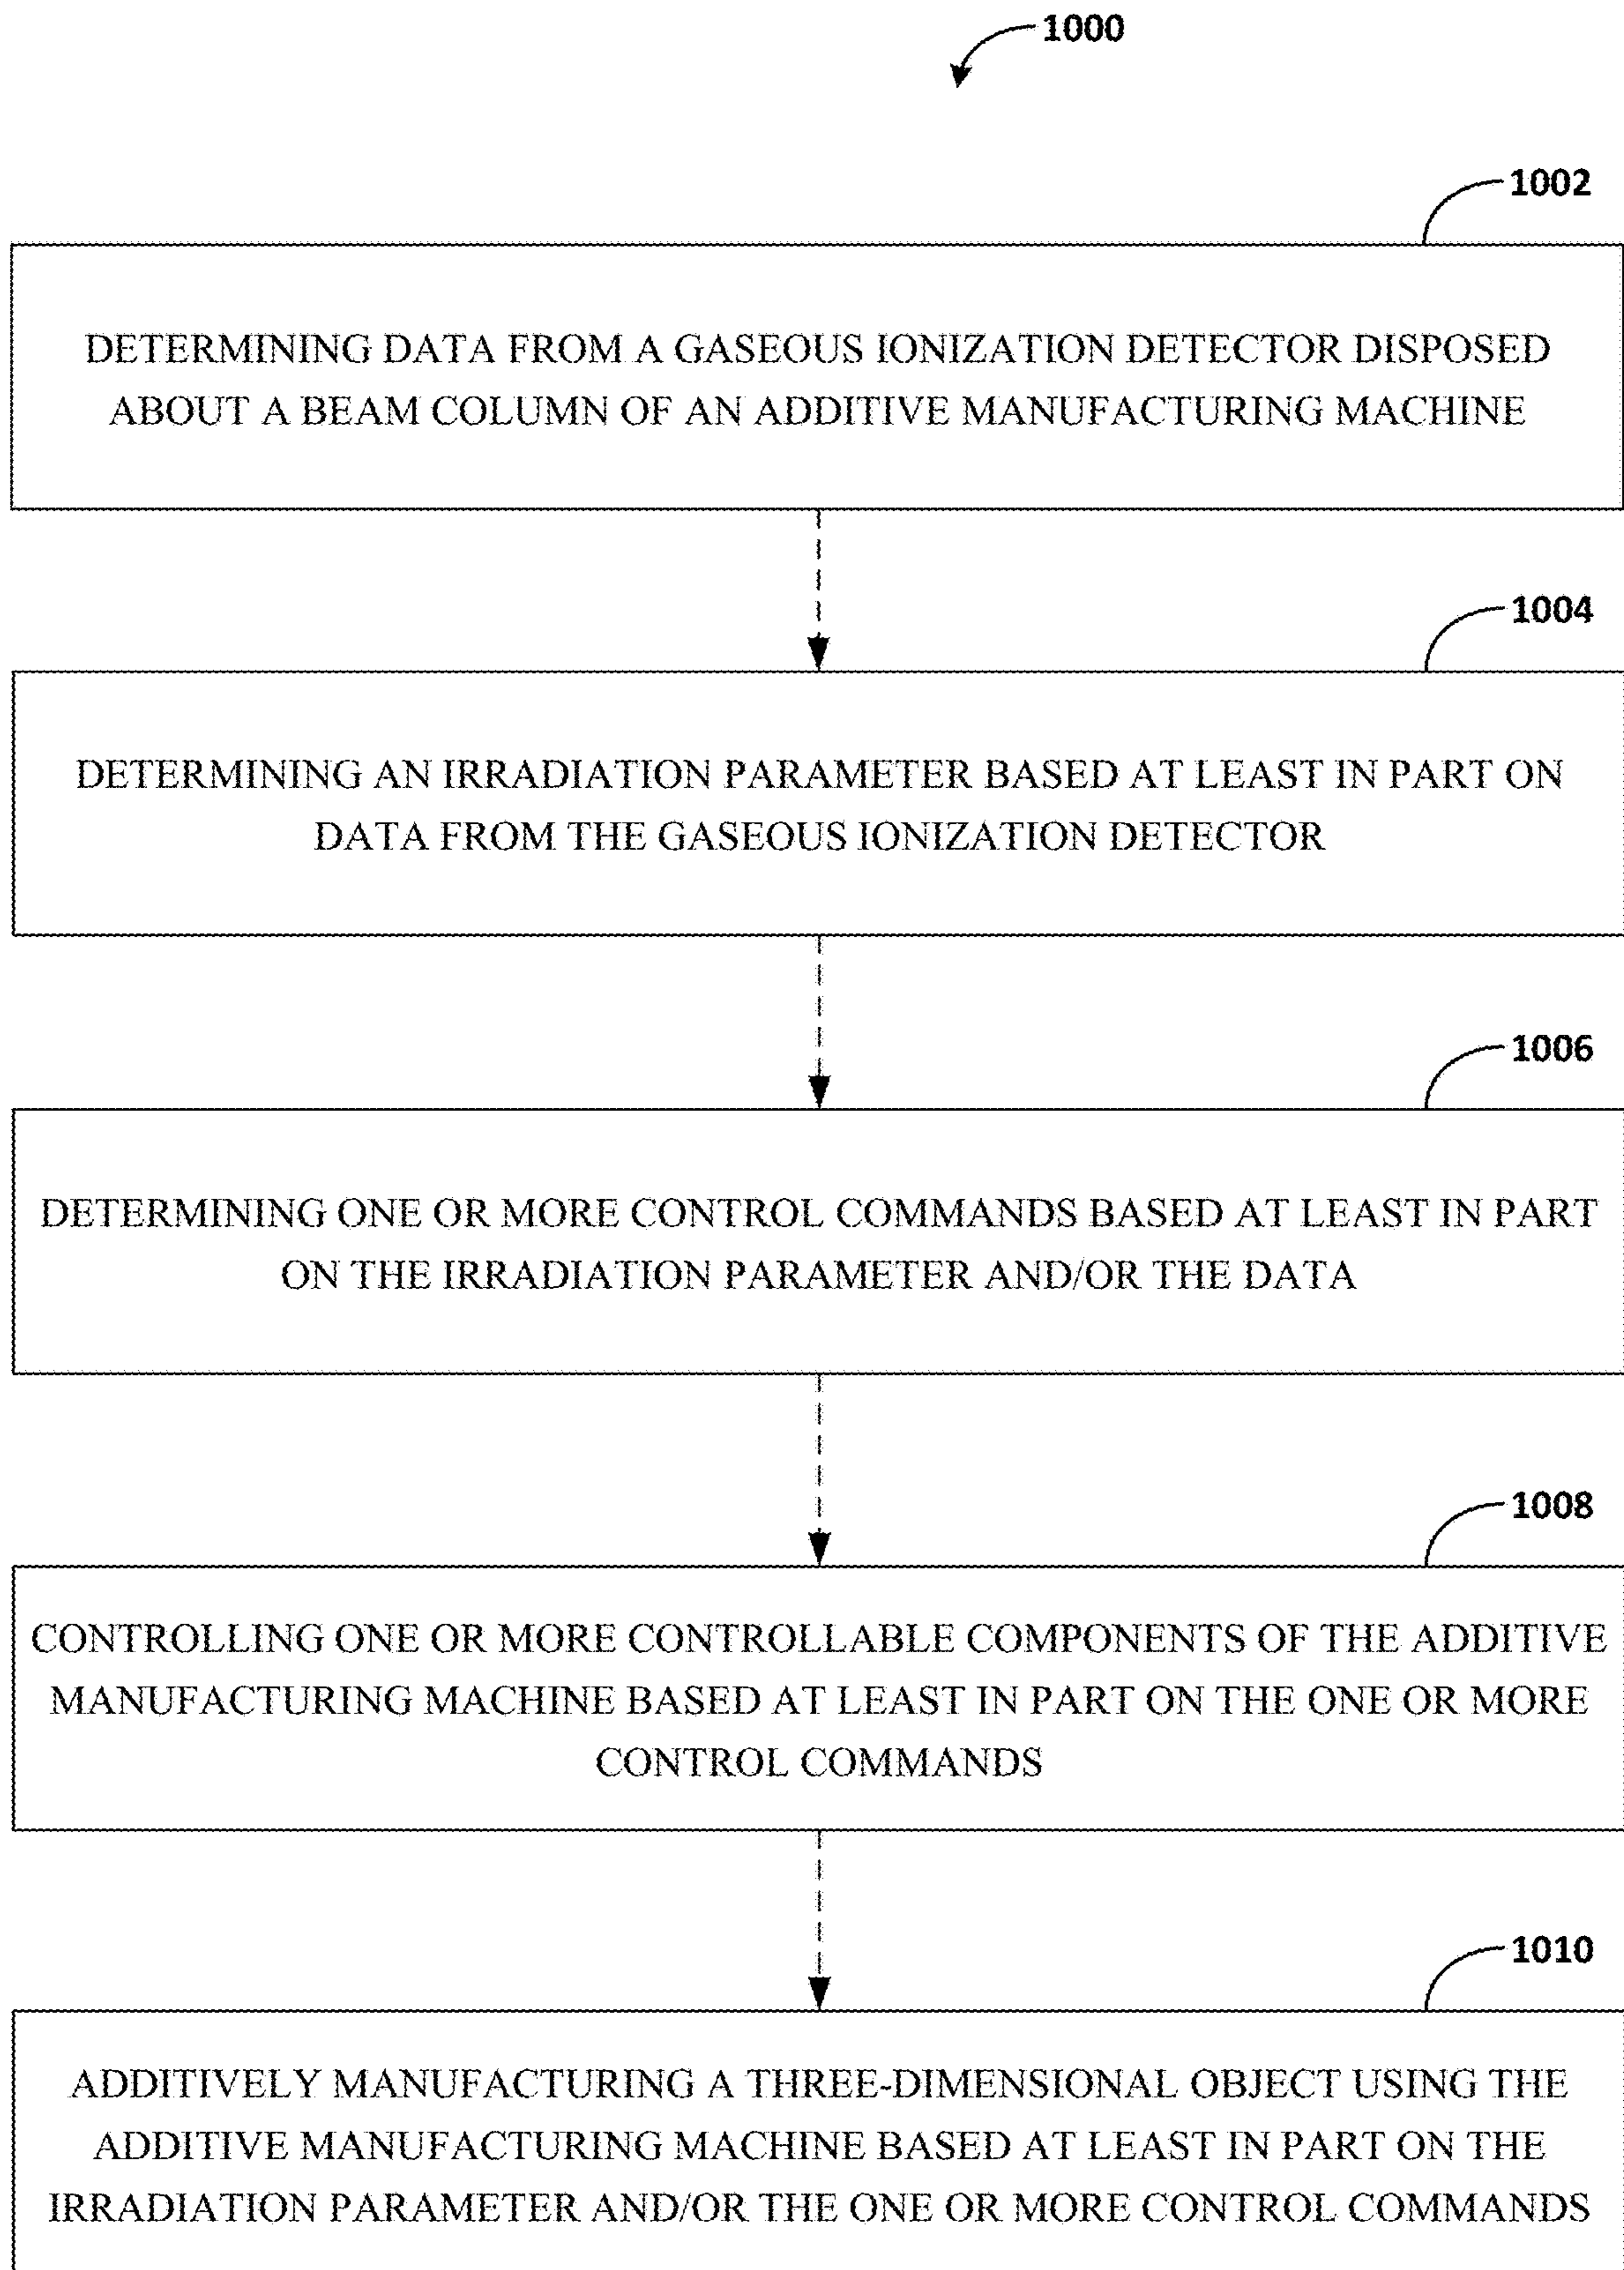 1000
1002
DETERMINING DATA FROM A GASEOUS IONIZATION DETECTOR DISPOSED
ABOUT A BEAM COLUMN OF AN ADDITIVE MANUFACTURING MACHINE
1004
DETERMINING AN IRRADIATION PARAMETER BASED AT LEAST IN PART ON
DATA FROM THE GASEOUS IONIZATION DETECTOR
1006
DETERMINING ONE OR MORE CONTROL COMMANDS BASED AT LEAST IN PART
ON THE IRRADIATION PARAMETER AND/OR THE DATA
1008
CONTROLLING ONE OR MORE CONTROLLABLE COMPONENTS OF THE ADDITIVE
MANUFACTURING MACHINE BASED AT LEAST IN PART ON THE ONE OR MORE
CONTROL COMMANDS
1010
ADDITIVELY MANUFACTURING A THREE-DIMENSIONAL OBJECT USING THE
ADDITIVE MANUFACTURING MACHINE BASED AT LEAST IN PART ON THE
IRRADIATION PARAMETER AND/OR THE ONE OR MORE CONTROL COMMANDS